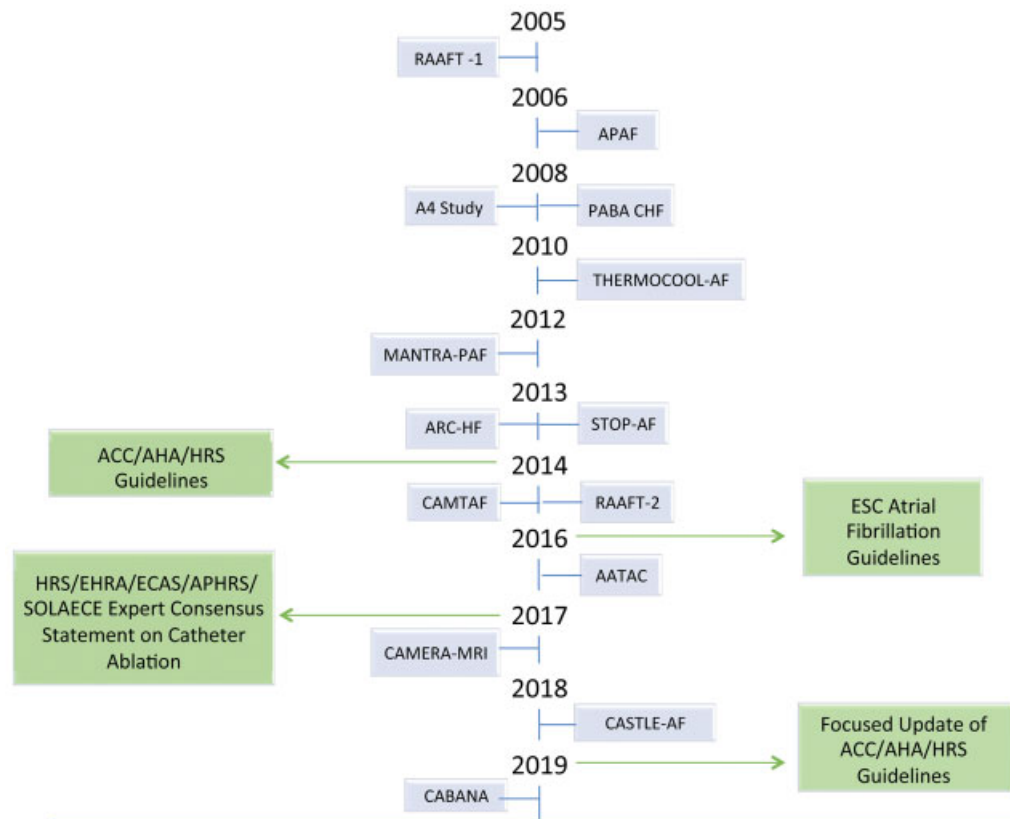 2005
RAAFT -1
2006
APAF
2008
A4 Study
PABA CHF
2010
THERMOCOOL-AF
2012
MANTRA-PAF
2013
ARC-HF
STOP-AF
ACC/AHA/HRS
Guidelines
2014
CAMTAF
RAAFT-2
ESC Atrial
Fibrillation
Guidelines
2016
AATAC
HRS/EHRA/ECAS/APHRS/
SOLAECE Expert Consensus
Statement on Catheter
Ablation
2017
CAMERA-MRI
2018
CASTLE-AF
Focused Update of
ACC/AHA/HRS
Guidelines
2019
CABANA